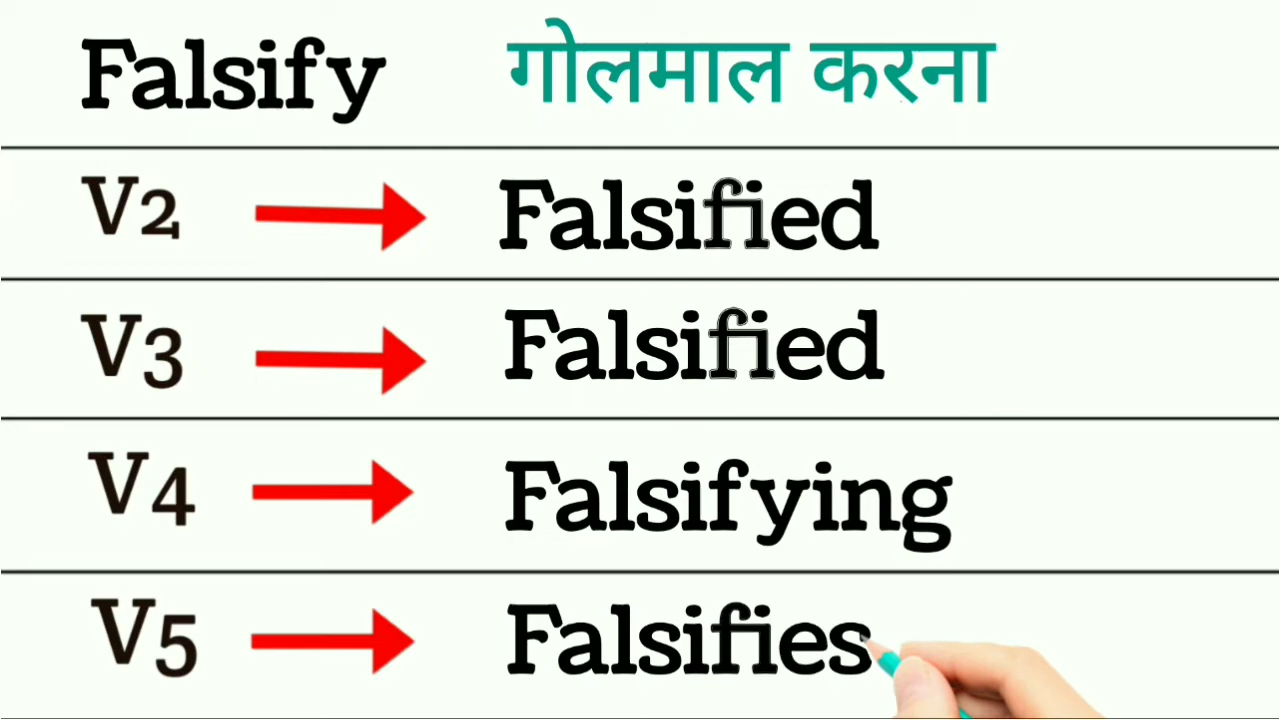 Falsify गोलमाल करना
V2 Falsified
V3 Falsified
V4 Falsifying
V5 Falsifies